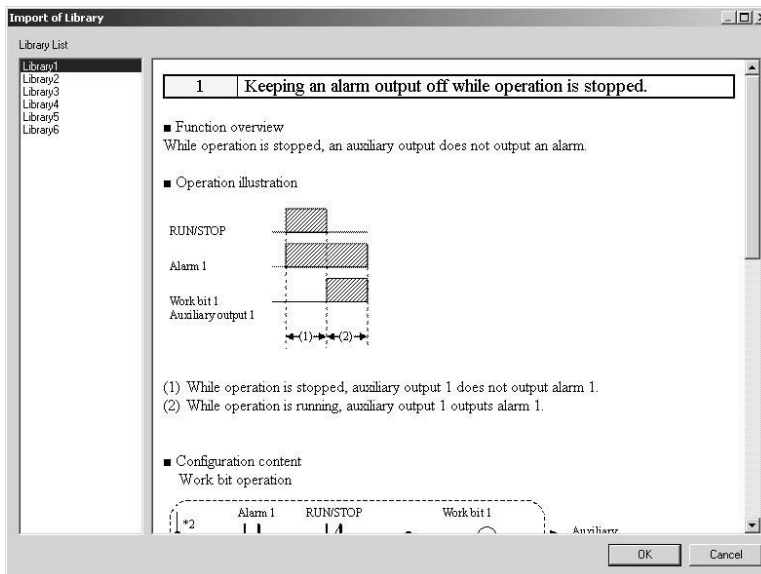 Import of Library
Library List
Library1
Library2
Library3
Library4
Library5
Library6
1 Keeping an alarm output off while operation is stopped.
■ Function overview
While operation is stopped, an auxiliary output does not output an alarm.
■ Operation illustration
RUN/STOP
Alarm 1
Work bit 1
Auxiliary output 1
(1) (2)
(1) While operation is stopped, auxiliary output 1 does not output alarm 1.
(2) While operation is running, auxiliary output 1 outputs alarm 1.
■ Configuration content
Work bit operation
Alarm 1 RUN/STOP Work bit 1
*2 Auxiliary
OK Cancel